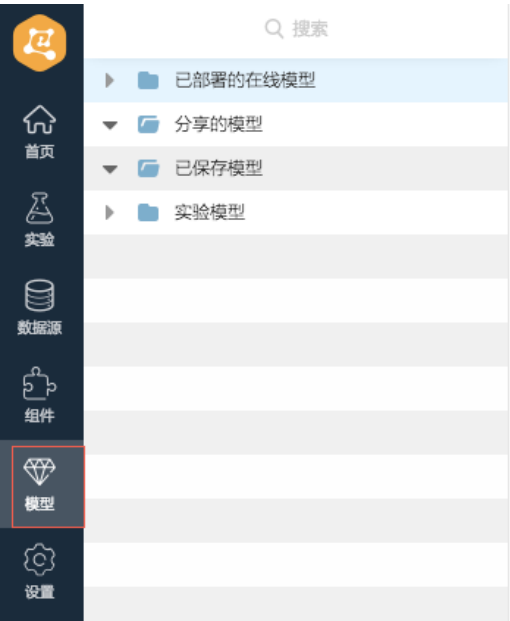 搜索
已部署的在线模型
分享的模型
已保存模型
实验模型
首页
实验
数据源
组件
模型
设置